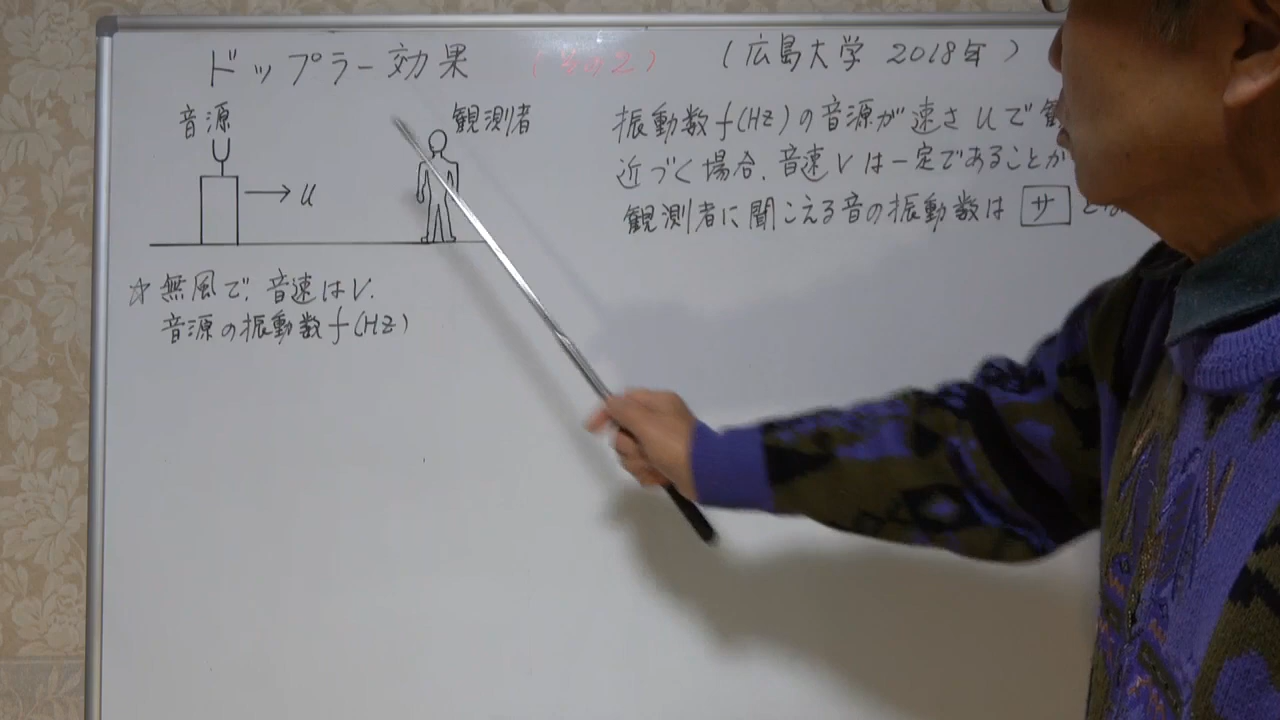 ドップラー効果 (その2) (広島大学 2018年)
音源
観測者
u
☆無風で、音速はV.
音源の振動数f(Hz)
振動数f(Hz)の音源が速さuで観
近づく場合、音速Vは一定であることが
観測者に聞こえる音の振動数は サ とな